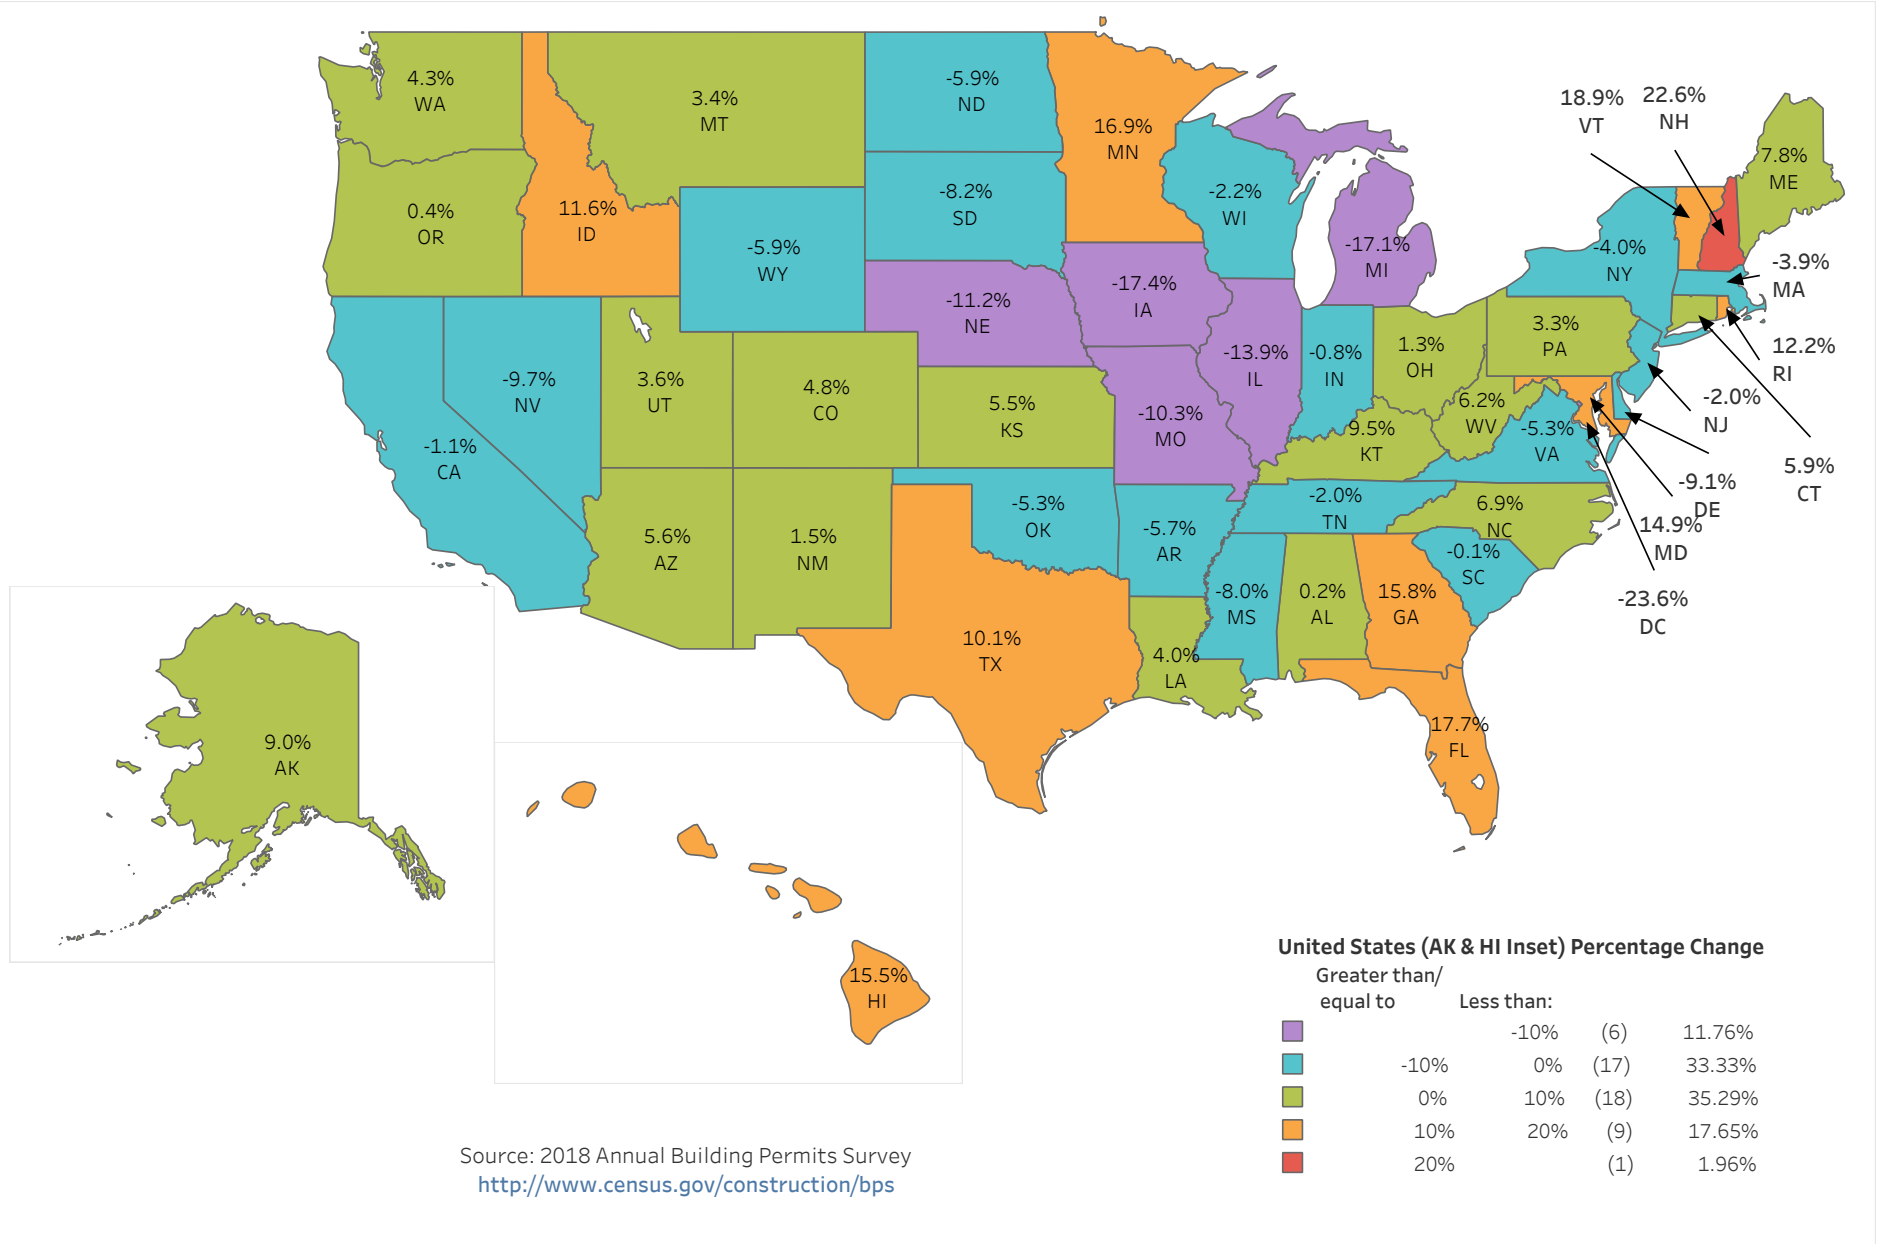 4.3%
WA
3.4%
MT
-5.9%
ND
16.9%
MN
18.9%
VT
22.6%
NH
7.8%
ME
0.4%
OR
11.6%
ID
-5.9%
WY
-8.2%
SD
-2.2%
WI
-17.1%
MI
-4.0%
NY
-3.9%
MA
-11.2%
NE
-17.4%
IA
-13.9%
IL
-0.8%
IN
1.3%
OH
3.3%
PA
12.2%
RI
-9.7%
NV
3.6%
UT
4.8%
CO
5.5%
KS
-10.3%
MO
9.5%
KT
6.2%
WV
-5.3%
VA
-2.0%
NJ
5.9%
CT
-1.1%
CA
-9.1%
DE
14.9%
MD
-23.6%
DC
5.6%
AZ
1.5%
NM
-5.3%
OK
-5.7%
AR
-2.0%
TN
6.9%
NC
-0.1%
SC
-8.0%
MS
0.2%
AL
15.8%
GA
10.1%
TX
4.0%
LA
17.7%
FL
9.0%
AK
15.5%
HI
United States (AK & HI Inset) Percentage Change
Greater than/
equal to Less than:
-10% (6) 11.76%
-10% 0% (17) 33.33%
0% 10% (18) 35.29%
10% 20% (9) 17.65%
20% (1) 1.96%
Source: 2018 Annual Building Permits Survey
http://www.census.gov/construction/bps